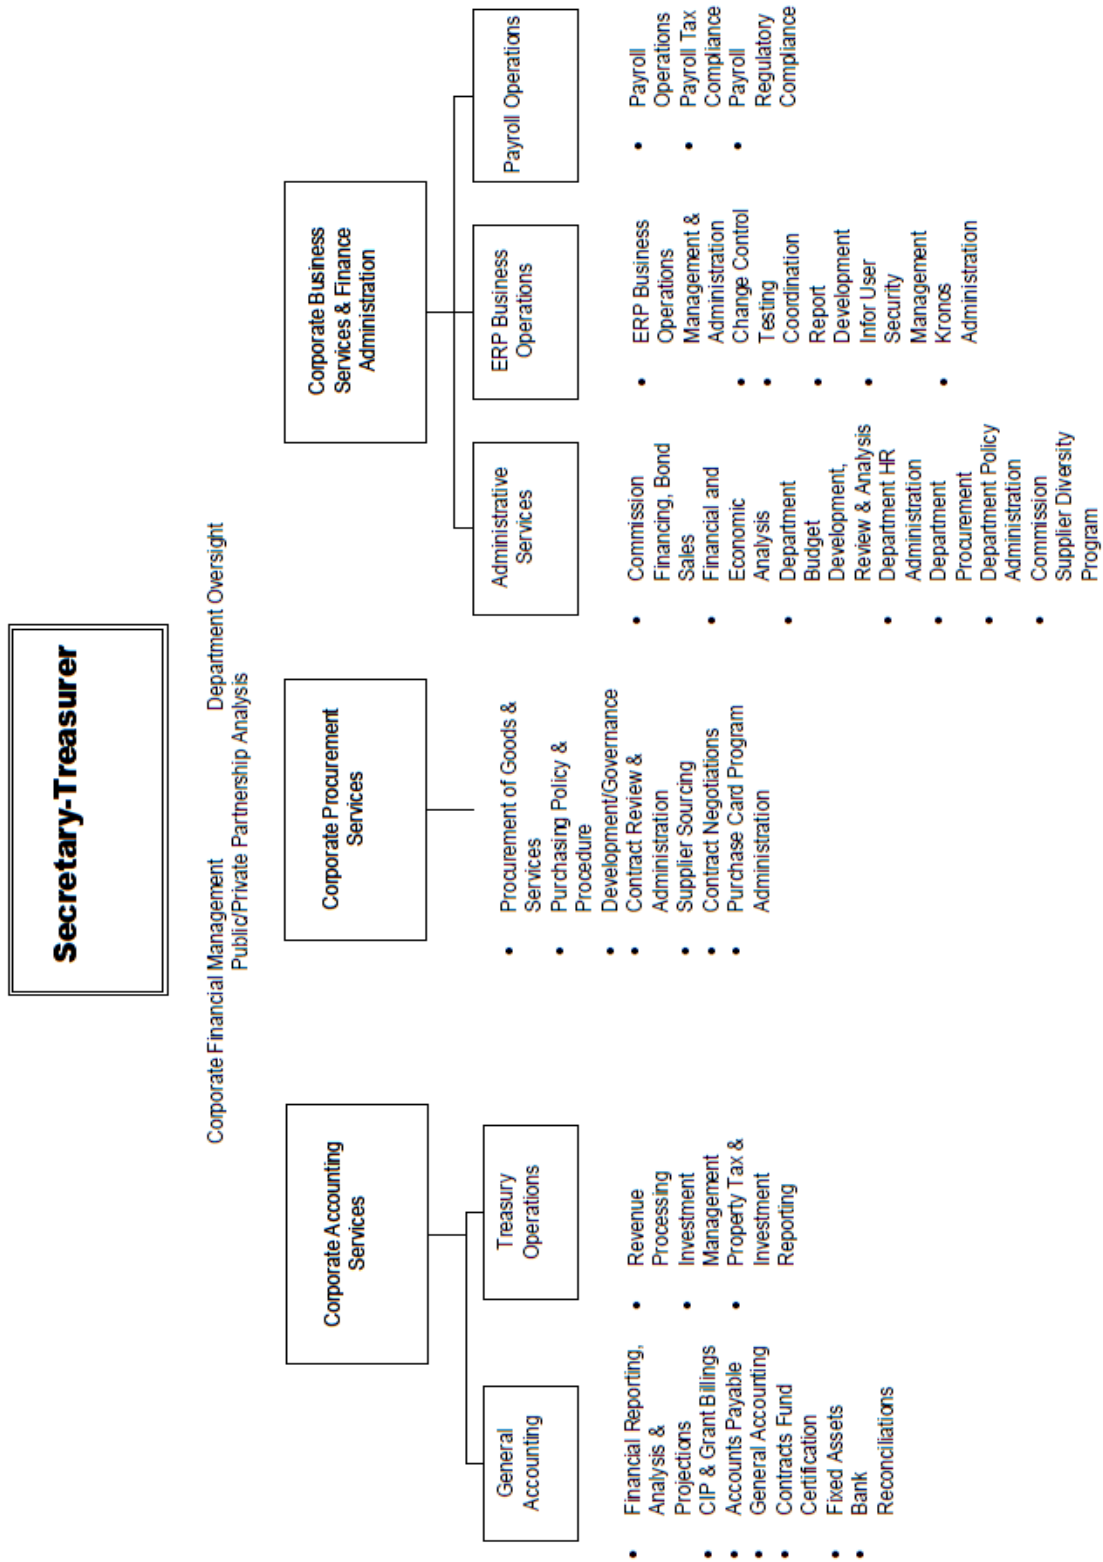 Secretary-Treasurer
Corporate Financial Management
Department Oversight
Public/Private Partnership Analysis
Corporate Accounting
Services
General
Accounting
• Financial Reporting,
Analysis &
Projections
• CIP & Grant Billings
• Accounts Payable
• General Accounting
• Contracts Fund
Certification
• Fixed Assets
• Bank
Reconciliations
Treasury
Operations
• Revenue
Processing
• Investment
Management
• Property Tax &
Investment
Reporting
Corporate Procurement
Services
• Procurement of Goods &
Services
• Purchasing Policy &
Procedure
• Development/Governance
• Contract Review &
Administration
• Supplier Sourcing
• Contract Negotiations
• Purchase Card Program
Administration
Corporate Business
Services & Finance
Administration
Administrative
Services
• Commission
Financing, Bond
Sales
• Financial and
Economic
Analysis
• Department
Budget
Development,
Review & Analysis
• Department HR
Administration
• Department
Procurement
• Department Policy
Administration
• Commission
Supplier Diversity
Program
ERP Business
Operations
• ERP Business
Operations
Management &
Administration
• Change Control
• Testing
Coordination
• Report
Development
• Infor User
Security
Management
• Kronos
Administration
Payroll Operations
• Payroll
Operations
• Payroll Tax
Compliance
• Payroll
Regulatory
Compliance